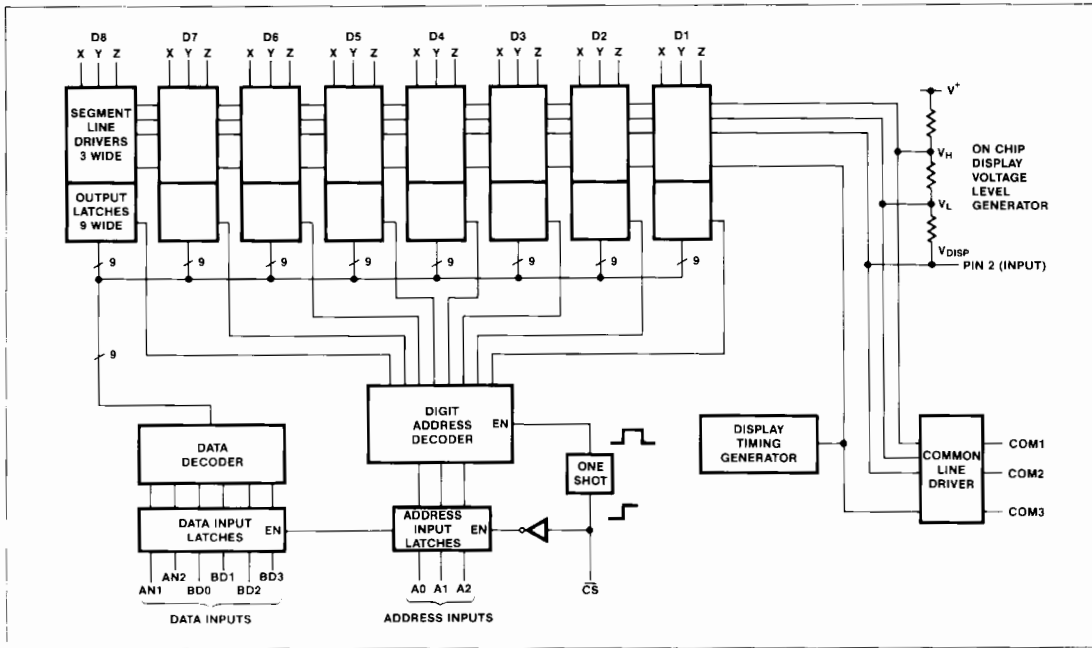 D8 D7 D6 D5 D4 D3 D2 D1
X Y Z X Y Z X Y Z X Y Z X Y Z X Y Z X Y Z X Y Z
SEGMENT
LINE
DRIVERS
3 WIDE
OUTPUT
LATCHES
9 WIDE
V+
VH
VL
VDISP
PIN 2 (INPUT)
ON CHIP
DISPLAY
VOLTAGE
LEVEL
GENERATOR
9 9 9 9 9 9 9 9
9
DIGIT
ADDRESS
DECODER
EN
ONE
SHOT
DISPLAY
TIMING
GENERATOR
COMMON
LINE
DRIVER
COM1
COM2
COM3
DATA
DECODER
DATA INPUT
LATCHES
EN
ADDRESS
INPUT
LATCHES
EN
AN1 AN2 BD0 BD1 BD2 BD3
DATA INPUTS
A0 A1 A2
ADDRESS INPUTS
CS